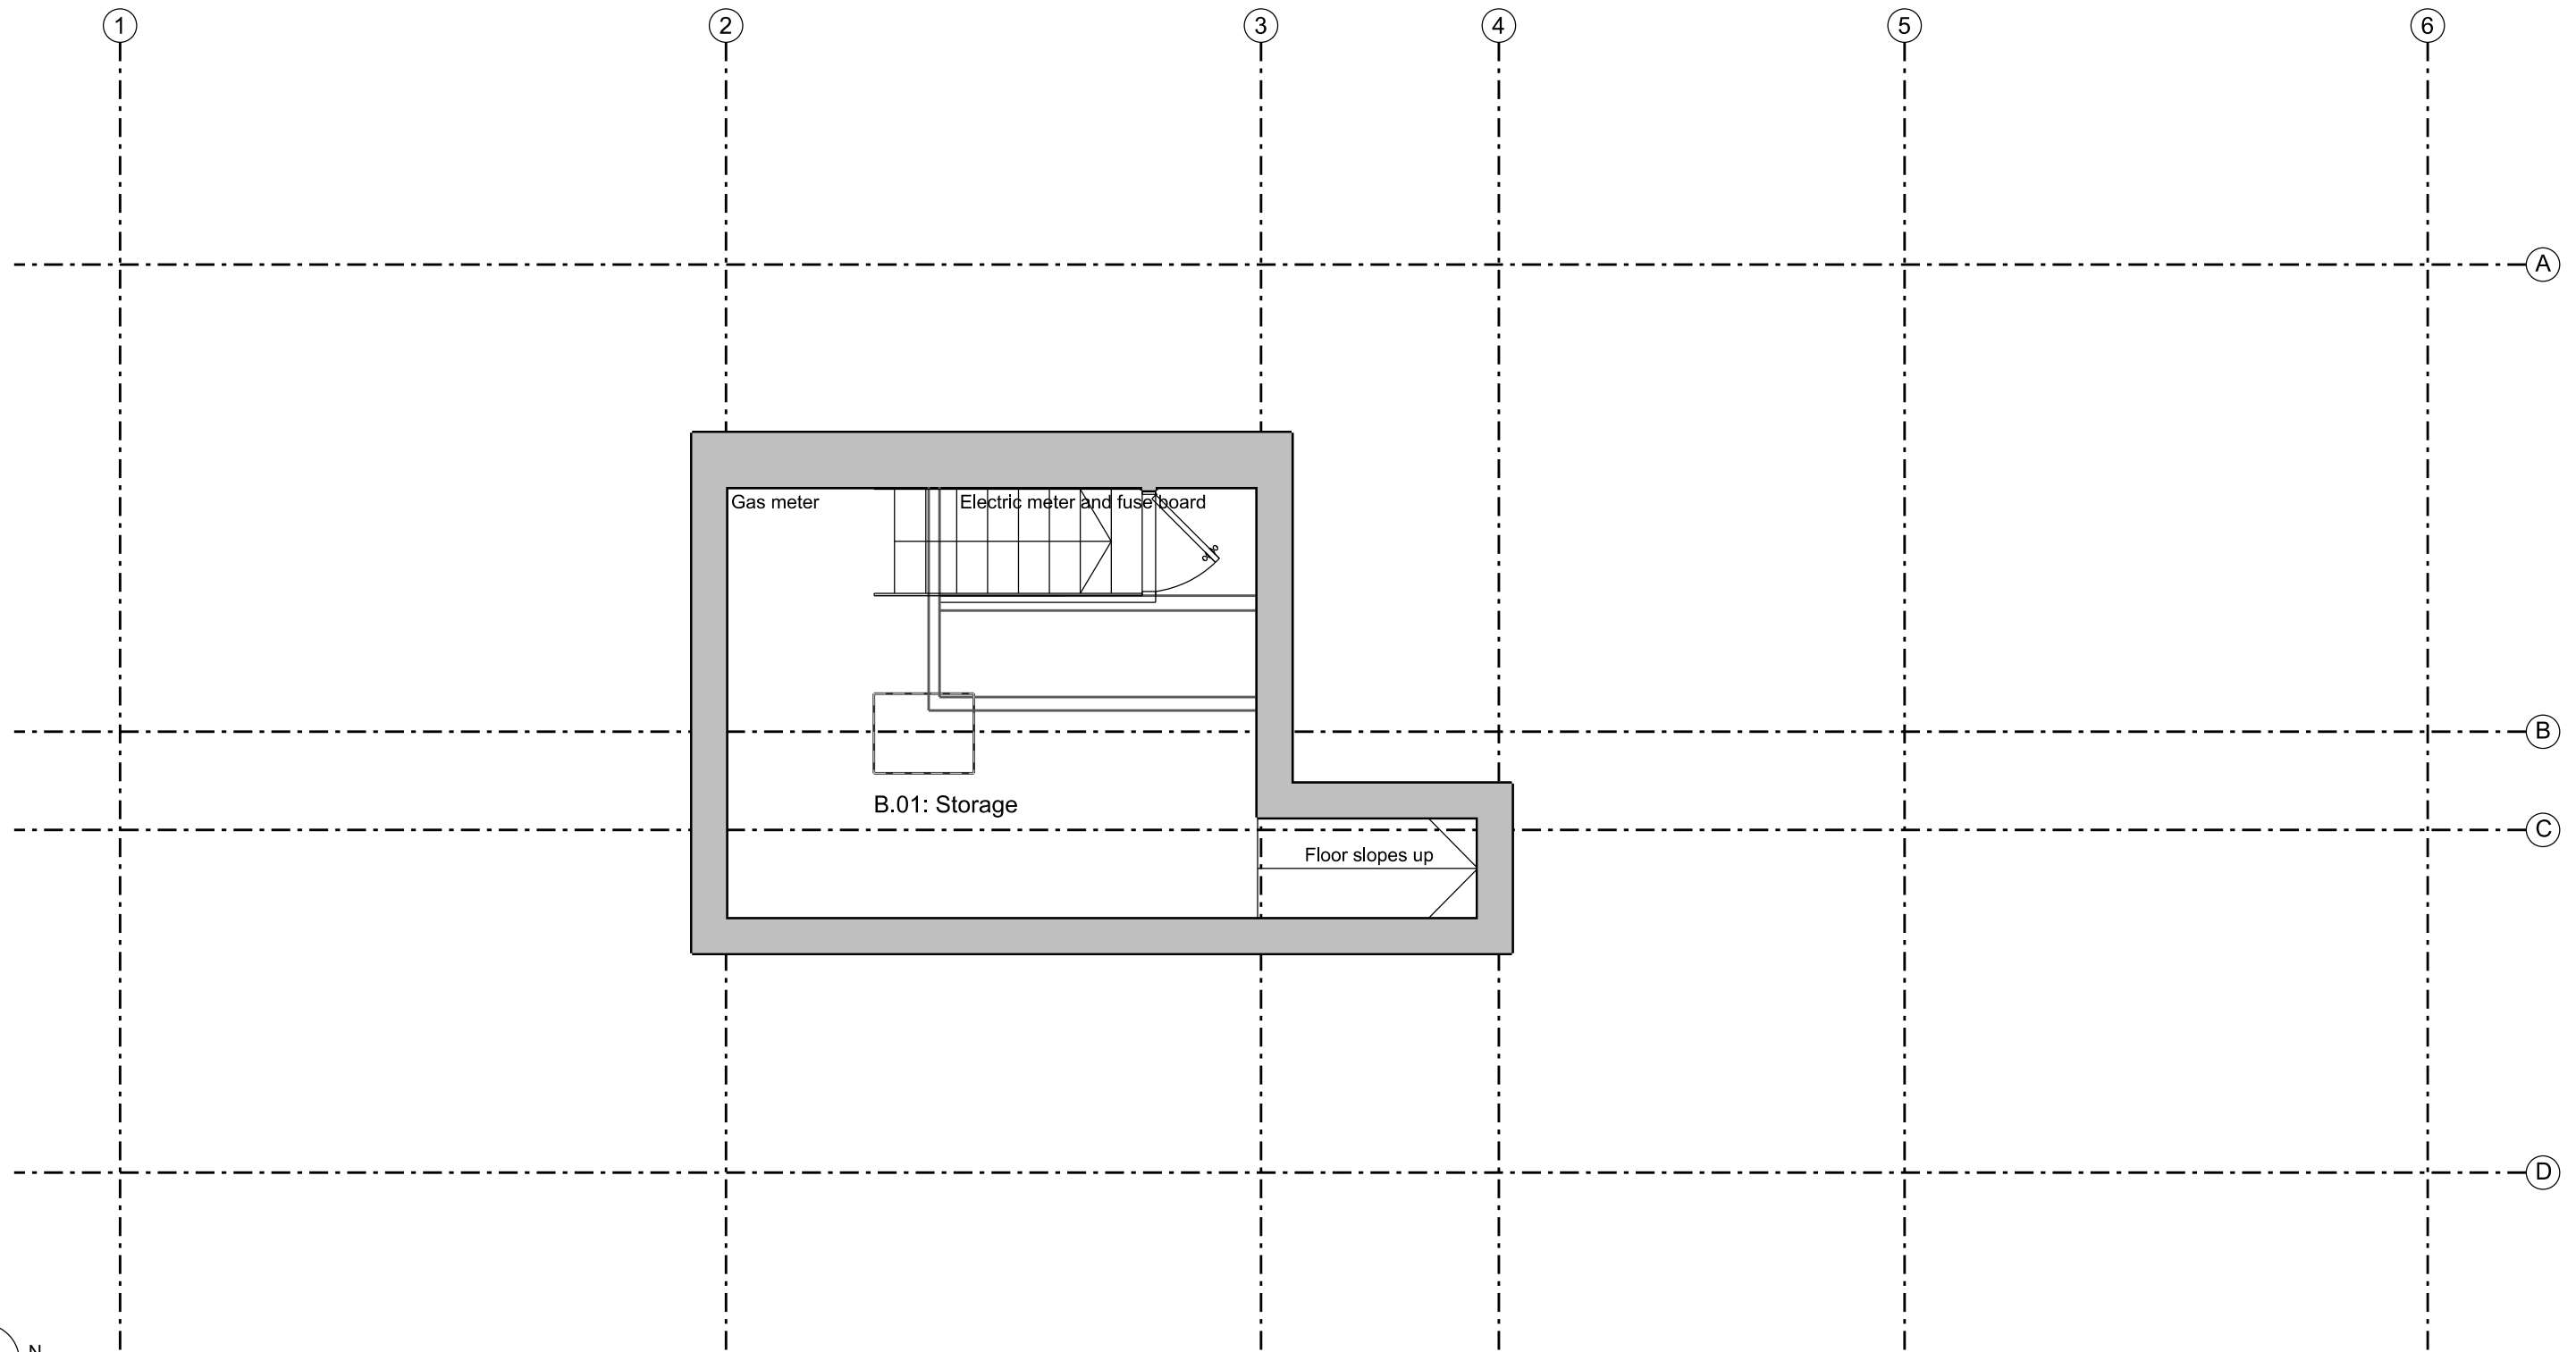 1 2 3 4 5 6
A
Gas meter Electric meter and fuse board
B
B.01: Storage
C
Floor slopes up
D
N